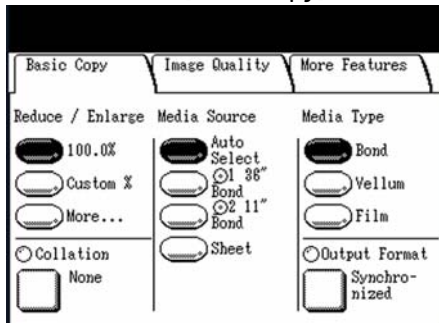 Basic Copy
Image Quality
More Features
Reduce / Enlarge
100.0%
Custom %
More...
Collation
None
Media Source
Auto
Select
1 36"
Bond
2 11"
Bond
Sheet
Media Type
Bond
Vellum
Film
Output Format
Synchro-
nized